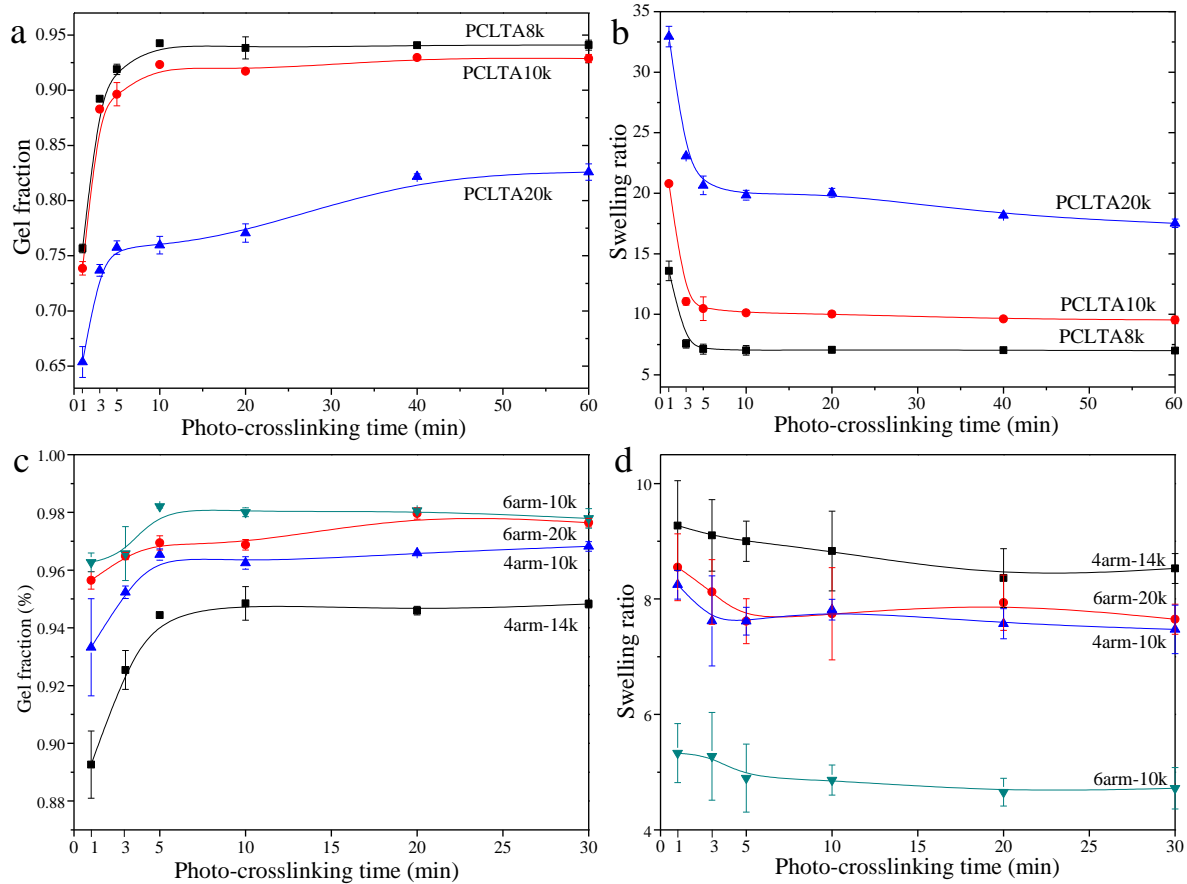 a
PCLTA8k
PCLTA10k
PCLTA20k
0.95
0.90
0.85
0.80
0.75
0.70
0.65
Gel fraction
0 1 3 5 10 20 30 40 50 60
Photo-crosslinking time (min)
b
PCLTA20k
PCLTA10k
PCLTA8k
35
30
25
20
15
10
5
Swelling ratio
0 1 3 5 10 20 30 40 50 60
Photo-crosslinking time (min)
c
6arm-10k
6arm-20k
4arm-10k
4arm-14k
1.00
0.98
0.96
0.94
0.92
0.90
0.88
Gel fraction (%)
0 1 3 5 10 15 20 25 30
Photo-crosslinking time (min)
d
4arm-14k
6arm-20k
4arm-10k
6arm-10k
10
8
6
4
Swelling ratio
0 1 3 5 10 15 20 25 30
Photo-crosslinking time (min)